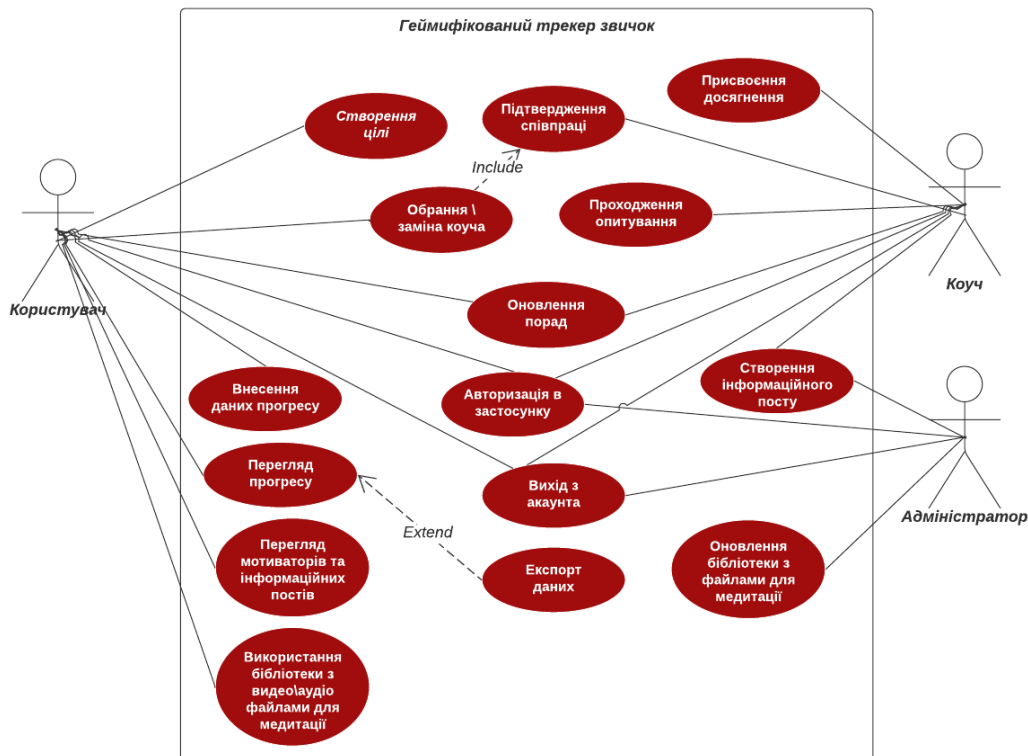 Геймифікований трекер звичок
Присвоєння
досягнення
Створення
цілі
Підтвердження
співпраці
Include
Обрання \
заміна коуча
Проходження
опитування
Користувач
Коуч
Оновлення
порад
Створення
інформаційного
посту
Внесення
даних прогресу
Авторизація в
застосунку
Перегляд
прогресу
Вихід з
акаунта
Адміністратор
Extend
Перегляд
мотиваторів та
інформаційних
постів
Експорт
даних
Оновлення
бібліотеки з
файлами для
медитації
Використання
бібліотеки з
видео\аудіо
файлами для
медитації